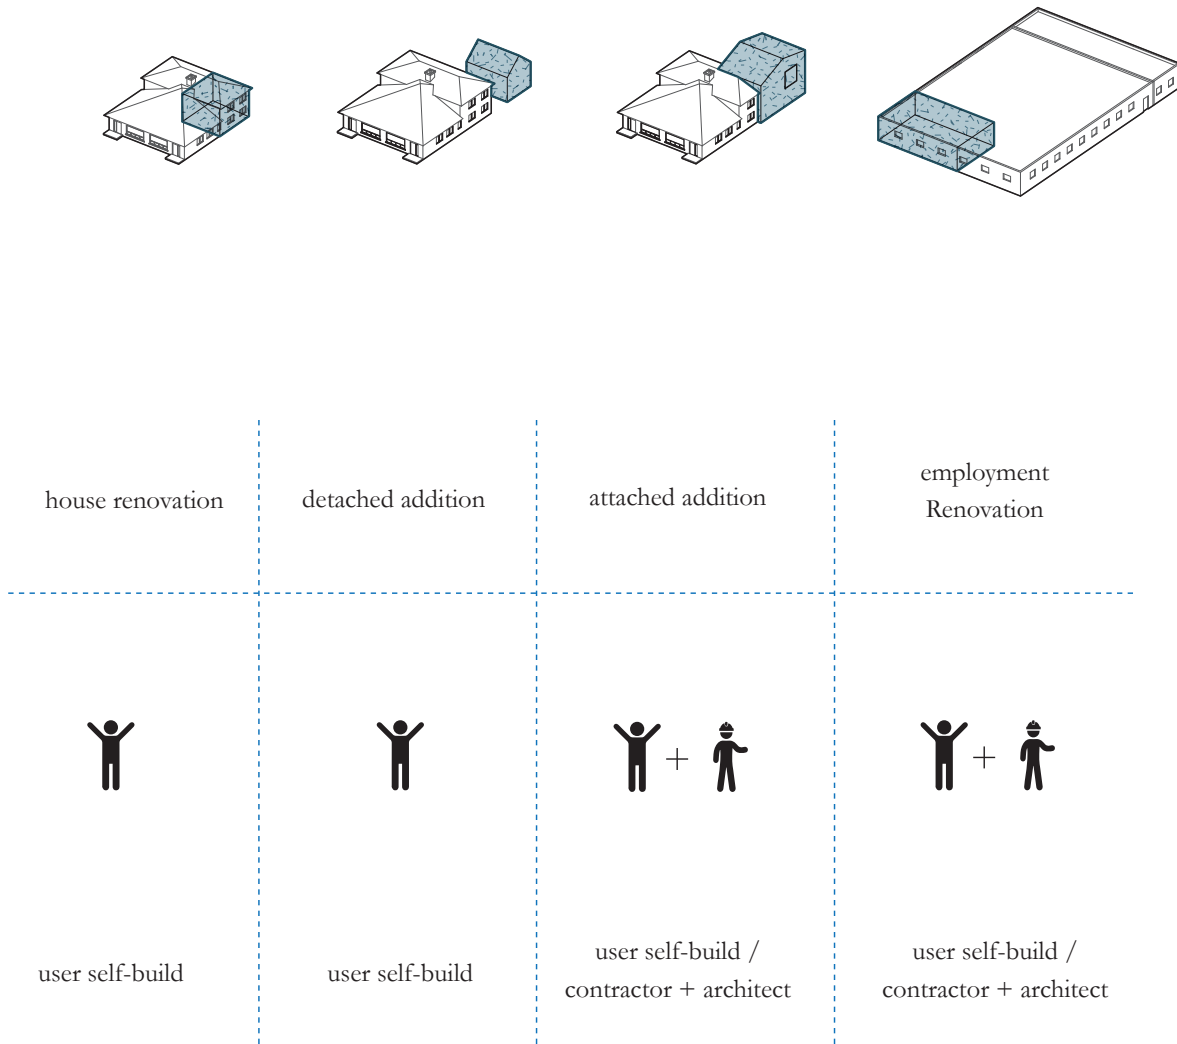 house renovation
detached addition
attached addition
employment
Renovation
+
+
user self-build
user self-build
user self-build /
contractor + architect
user self-build /
contractor + architect